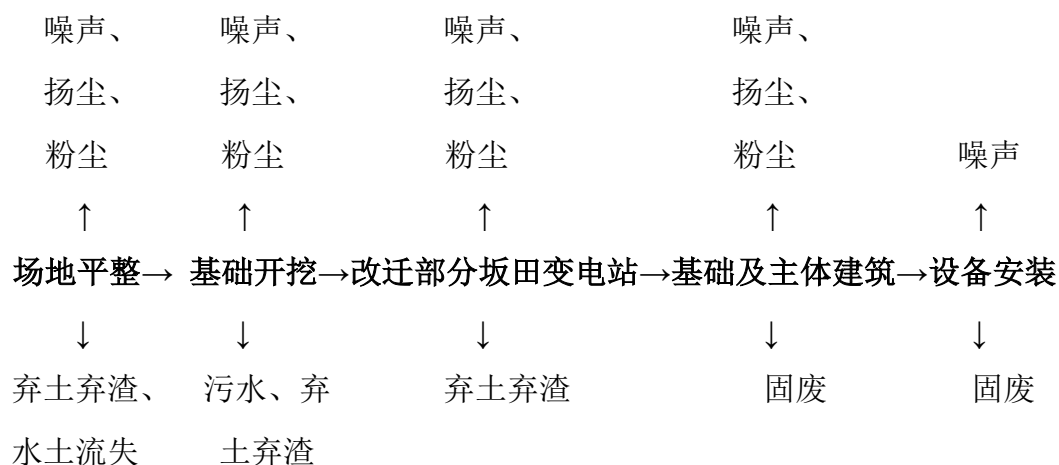 噪声、 噪声、 噪声、 噪声、
扬尘、 扬尘、 扬尘、 扬尘、
粉尘 粉尘 粉尘 粉尘 噪声
↑ ↑ ↑ ↑ ↑
场地平整→ 基础开挖→改迁部分坂田变电站→基础及主体建筑→设备安装
↓ ↓ ↓ ↓ ↓
弃土弃渣、 污水、弃 弃土弃渣 固废 固废
水土流失 土弃渣